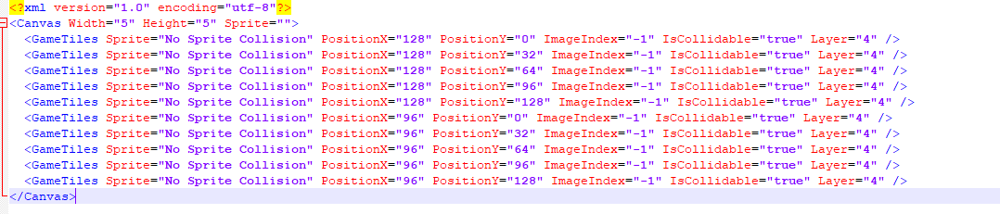 <?xml version="1.0" encoding="utf-8"?>
<Canvas Width="5" Height="5" Sprite="">
<GameTiles Sprite="No Sprite Collision" PositionX="128" PositionY="0" ImageIndex="-1" IsCollidable="true" Layer="4" />
<GameTiles Sprite="No Sprite Collision" PositionX="128" PositionY="32" ImageIndex="-1" IsCollidable="true" Layer="4" />
<GameTiles Sprite="No Sprite Collision" PositionX="128" PositionY="64" ImageIndex="-1" IsCollidable="true" Layer="4" />
<GameTiles Sprite="No Sprite Collision" PositionX="128" PositionY="96" ImageIndex="-1" IsCollidable="true" Layer="4" />
<GameTiles Sprite="No Sprite Collision" PositionX="128" PositionY="128" ImageIndex="-1" IsCollidable="true" Layer="4" />
<GameTiles Sprite="No Sprite Collision" PositionX="96" PositionY="0" ImageIndex="-1" IsCollidable="true" Layer="4" />
<GameTiles Sprite="No Sprite Collision" PositionX="96" PositionY="32" ImageIndex="-1" IsCollidable="true" Layer="4" />
<GameTiles Sprite="No Sprite Collision" PositionX="96" PositionY="64" ImageIndex="-1" IsCollidable="true" Layer="4" />
<GameTiles Sprite="No Sprite Collision" PositionX="96" PositionY="96" ImageIndex="-1" IsCollidable="true" Layer="4" />
<GameTiles Sprite="No Sprite Collision" PositionX="96" PositionY="128" ImageIndex="-1" IsCollidable="true" Layer="4" />
</Canvas>